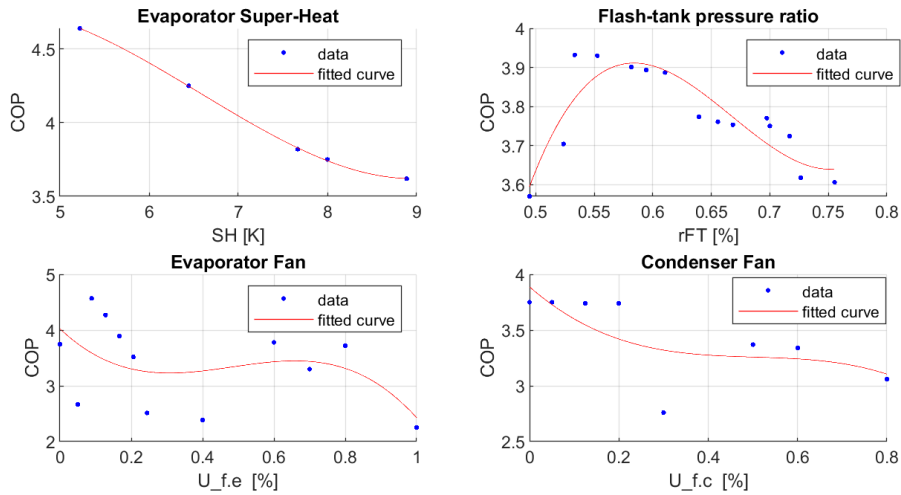 Evaporator Super-Heat
4.5
4
3.5
COP
data
fitted curve
5 6 7 8 9
SH [K]
Flash-tank pressure ratio
4
3.9
3.8
3.7
3.6
COP
data
fitted curve
0.5 0.55 0.6 0.65 0.7 0.75 0.8
rFT [%]
Evaporator Fan
5
4
3
2
COP
data
fitted curve
0 0.2 0.4 0.6 0.8 1
U_f.e [%]
Condenser Fan
4
3.5
3
2.5
COP
data
fitted curve
0 0.2 0.4 0.6 0.8
U_f.c [%]